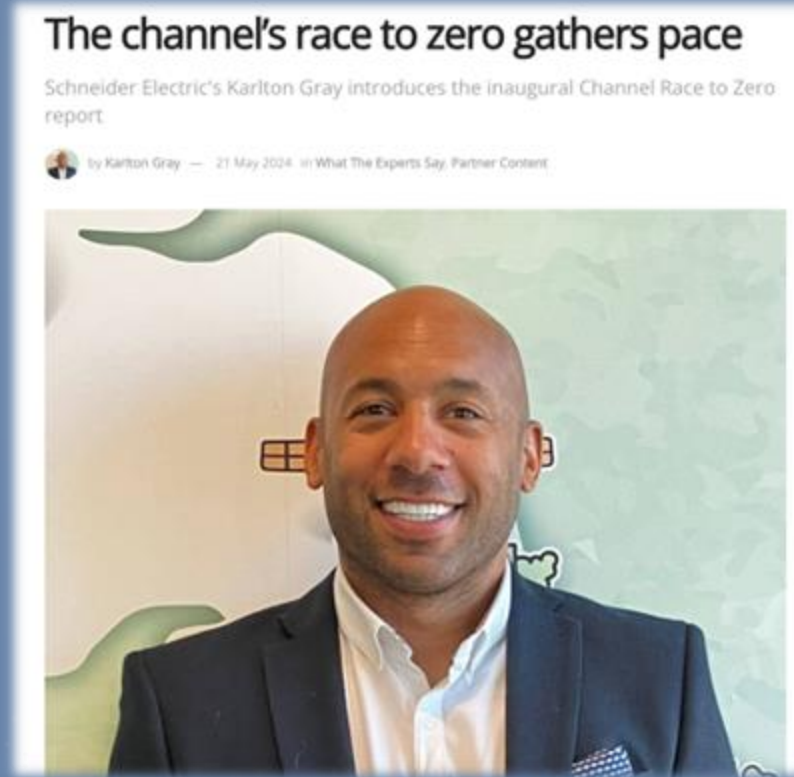 The channel's race to zero gathers pace
Schneider Electric's Karlton Gray introduces the inaugural Channel Race to Zero
report
by Karlton Gray — 21 May 2024 in What The Experts Say, Partner Content